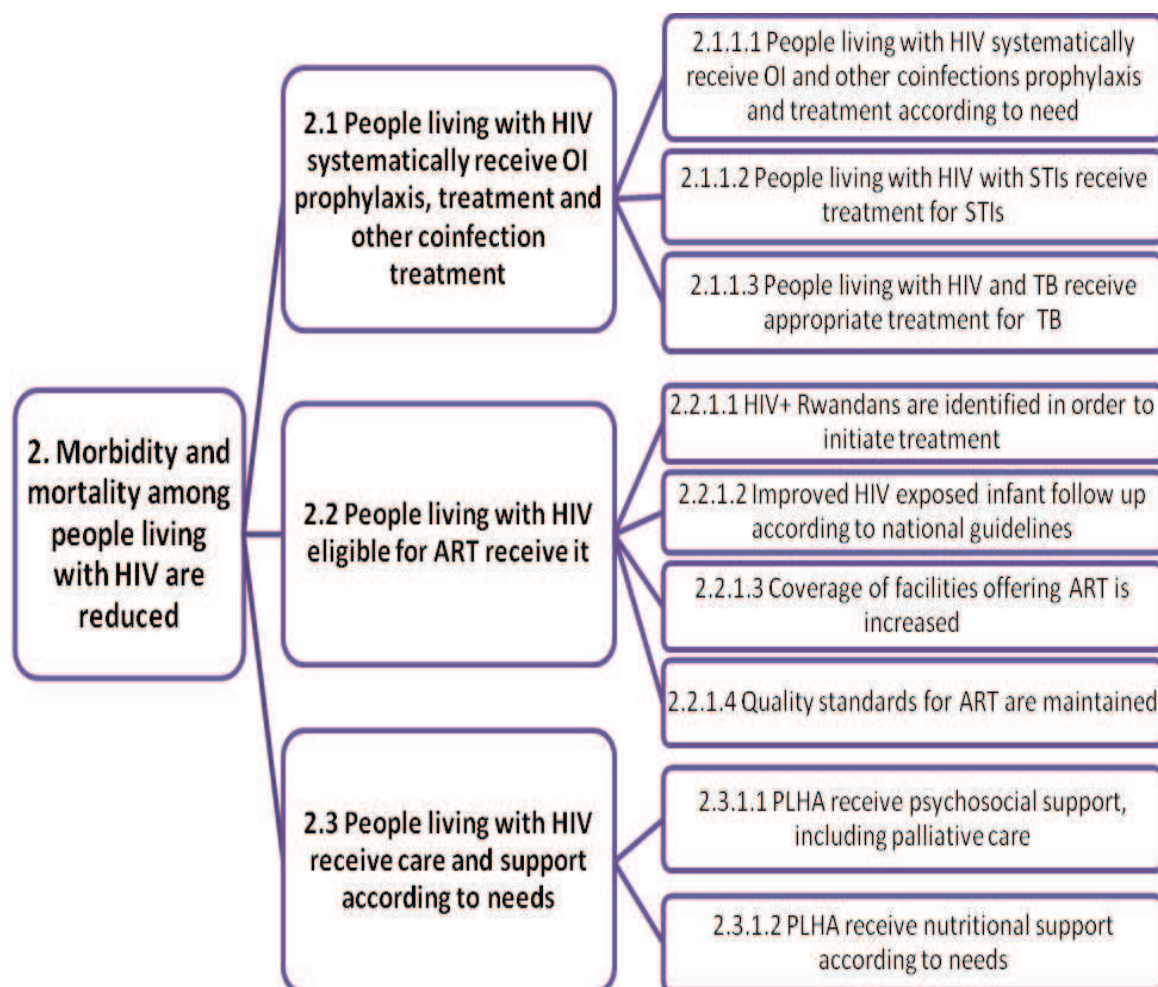 2. Morbidity and
mortality among
people living
with HIV are
reduced
2.1 People living with HIV
systematically receive OI
prophylaxis, treatment and
other coinfection
treatment
2.1.1.1 People living with HIV systematically
receive OI and other coinfections prophylaxis
and treatment according to need
2.1.1.2 People living with HIV with STIs receive
treatment for STIs
2.1.1.3 People living with HIV and TB receive
appropriate treatment for TB
2.2 People living with HIV
eligible for ART receive it
2.2.1.1 HIV+ Rwandans are identified in order to
initiate treatment
2.2.1.2 Improved HIV exposed infant follow up
according to national guidelines
2.2.1.3 Coverage of facilities offering ART is
increased
2.2.1.4 Quality standards for ART are maintained
2.3 People living with HIV
receive care and support
according to needs
2.3.1.1 PLHA receive psychosocial support,
including palliative care
2.3.1.2 PLHA receive nutritional support
according to needs